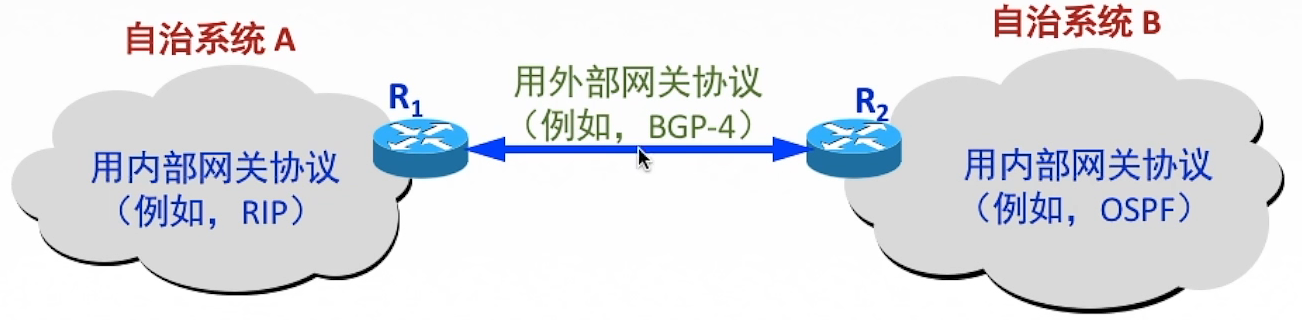 自治系统 A
自治系统 B
用外部网关协议
（例如，BGP-4）
R1
R2
用内部网关协议
（例如，RIP）
用内部网关协议
（例如，OSPF）